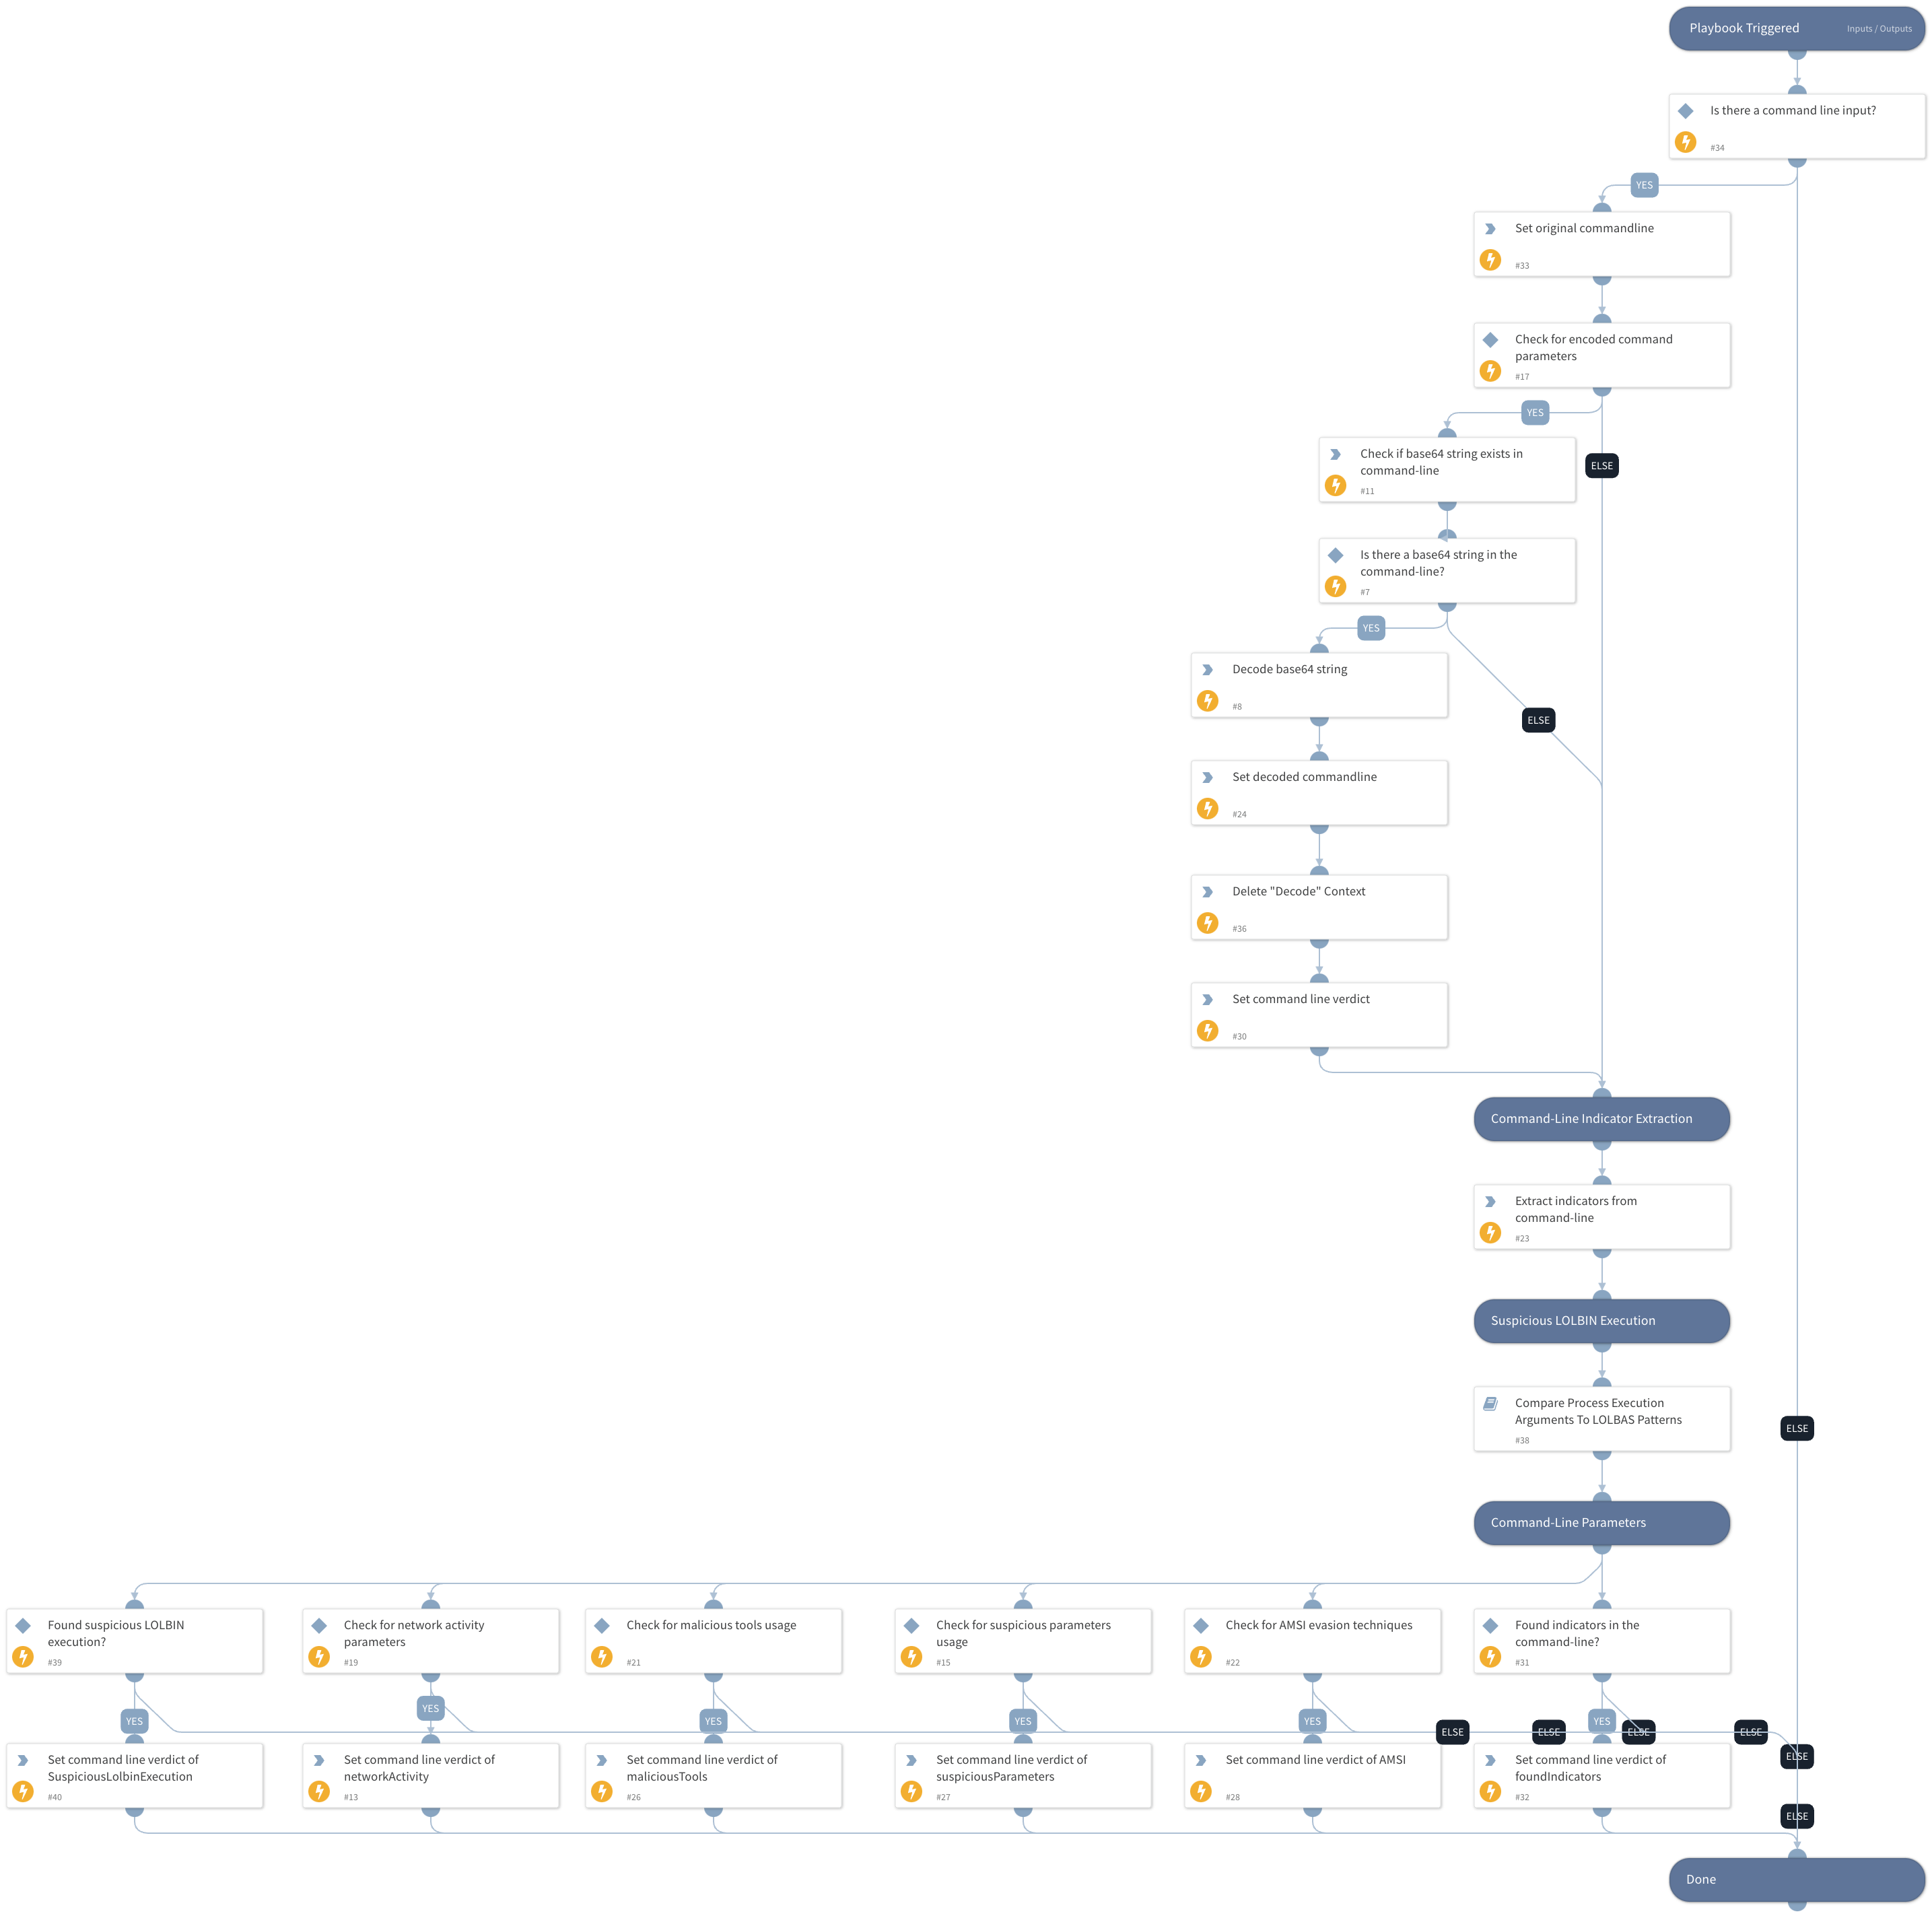 Playbook Triggered Inputs / Outputs
Is there a command line input?
#34
YES
Set original commandline
#33
Check for encoded command
parameters
#17
YES
Check if base64 string exists in
command-line
#11
ELSE
Is there a base64 string in the
command-line?
#7
YES
Decode base64 string
#8
ELSE
Set decoded commandline
#24
Delete "Decode" Context
#36
Set command line verdict
#30
Command-Line Indicator Extraction
Extract indicators from
command-line
#23
Suspicious LOLBIN Execution
Compare Process Execution
Arguments To LOLBAS Patterns
#38
ELSE
Command-Line Parameters
Found suspicious LOLBIN
execution?
#39
Check for network activity
parameters
#19
Check for malicious tools usage
#21
Check for suspicious parameters
usage
#15
Check for AMSI evasion techniques
#22
Found indicators in the
command-line?
#31
YES
YES
YES
YES
YES
YES
ELSE
ELSE
ELSE
ELSE
ELSE
Set command line verdict of
SuspiciousLolbinExecution
#40
Set command line verdict of
networkActivity
#13
Set command line verdict of
maliciousTools
#26
Set command line verdict of
suspiciousParameters
#27
Set command line verdict of AMSI
#28
Set command line verdict of
foundIndicators
#32
ELSE
Done